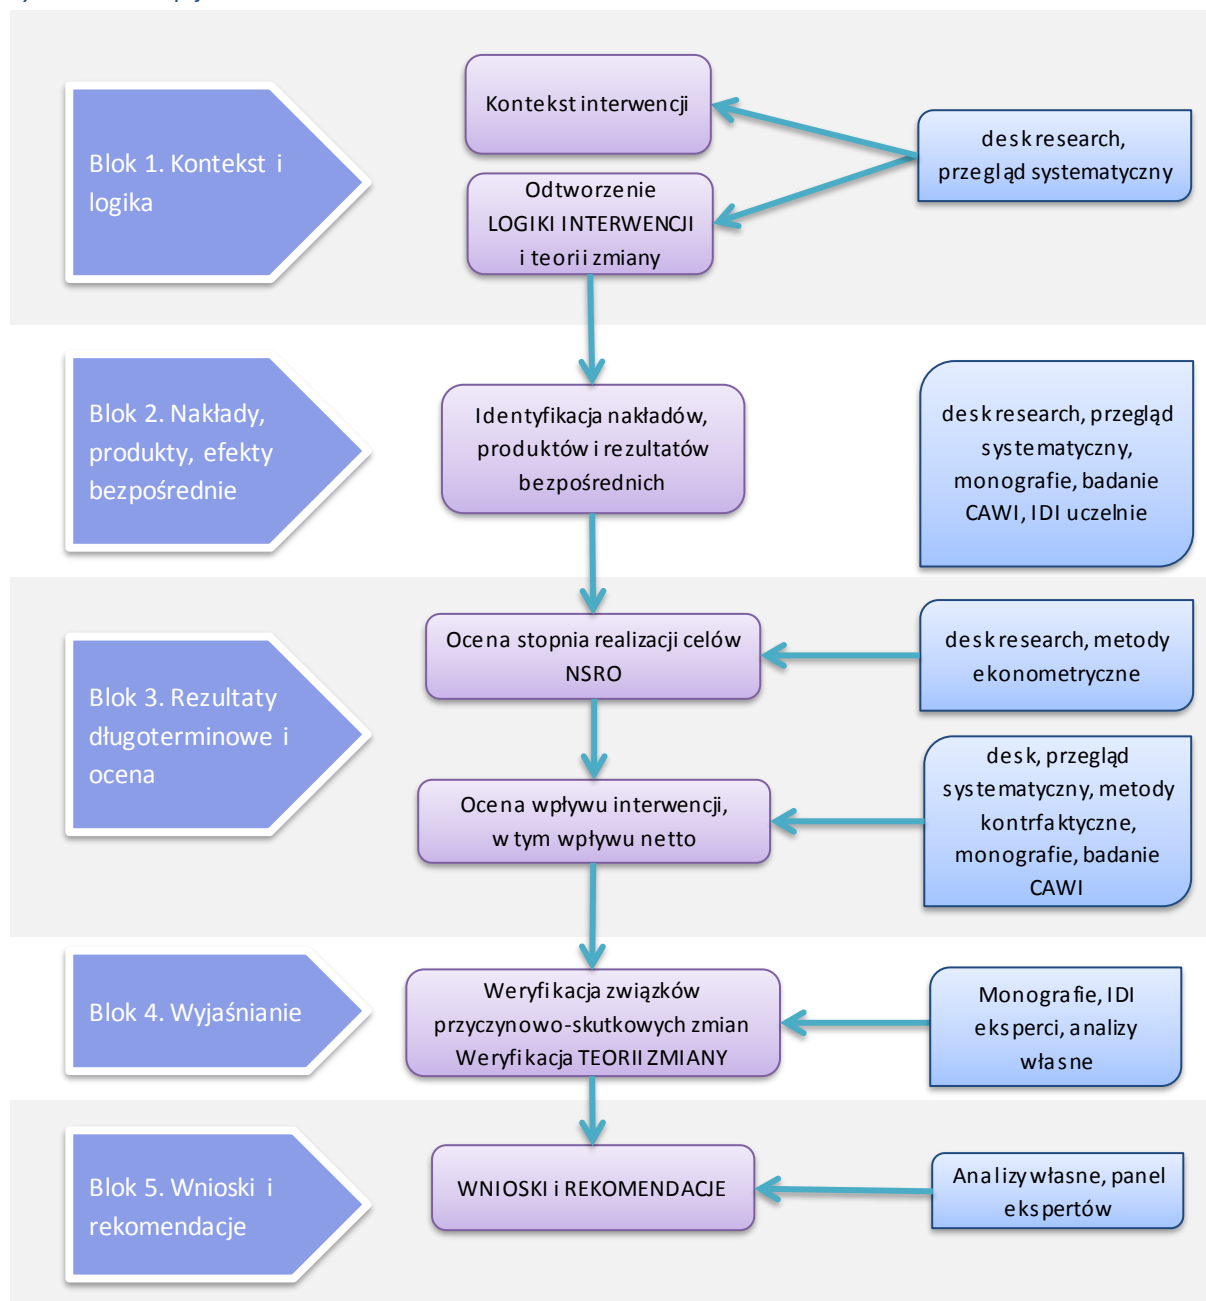 Blok 1. Kontekst i
logika
Kontekst interwencji
Odtworzenie
LOGIKI INTERWENCJI
i teorii zmiany
desk research,
przegląd systematyczny
Blok 2. Nakłady,
produkty, efekty
bezpośrednie
Identyfikacja nakładów,
produktów i rezultatów
bezpośrednich
desk research, przegląd
systematyczny,
monografie, badanie
CAWI, IDI uczelnie
Blok 3. Rezultaty
długoterminowe i
ocena
Ocena stopnia realizacji celów
NSRO
desk research, metody
ekonometryczne
Ocena wpływu interwencji,
w tym wpływu netto
desk, przegląd
systematyczny, metody
kontrfaktyczne,
monografie, badanie
CAWI
Blok 4. Wyjaśnianie
Weryfikacja związków
przyczynowo-skutkowych zmian
Weryfikacja TEORII ZMIANY
Monografie, IDI
eksperci, analizy
własne
Blok 5. Wnioski i
rekomendacje
WNIOSKI i REKOMENDACJE
Analizy własne, panel
ekspertów